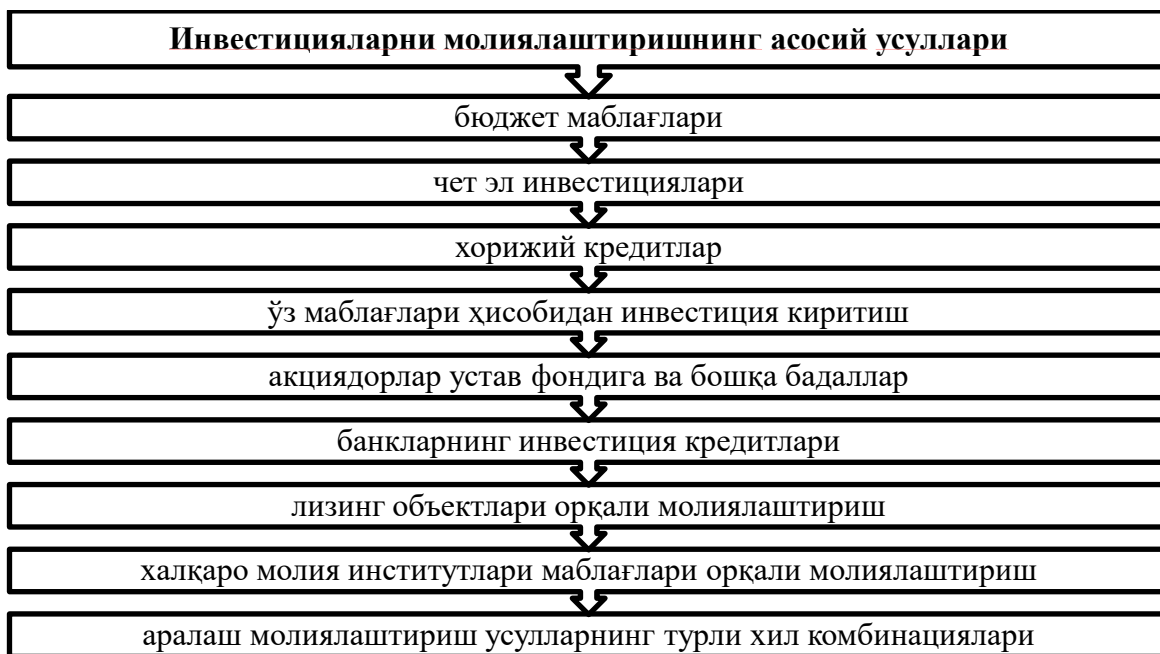 Инвестицияларни молиялаштиришнинг асосий усуллари
бюджет маблағлари
чет эл инвестициялари
хорижий кредитлар
ўз маблағлари ҳисобидан инвестиция киритиш
акциядорлар устав фондига ва бошқа бадаллар
банкларнинг инвестиция кредитлари
лизинг объектлари орқали молиялаштириш
халқаро молия институтлари маблағлари орқали молиялаштириш
аралаш молиялаштириш усулларнинг турли хил комбинациялари